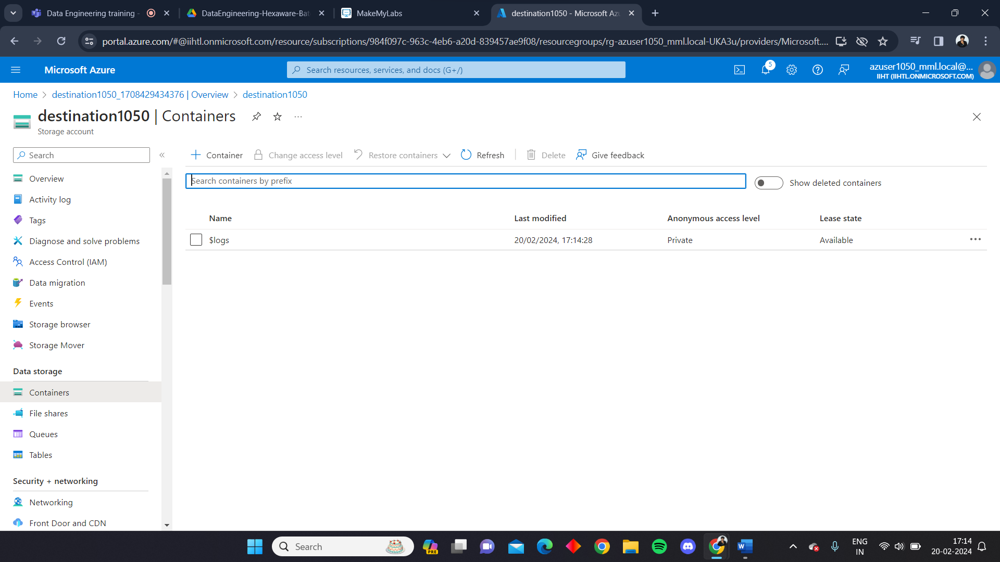 Data Engineering training -
DataEngineering-Hexaware-Bat
MakeMyLabs
destination1050 - Microsoft Az
portal.azure.com/#@iihtl.onmicrosoft.com/resource/subscriptions/984f097c-963c-4eb6-a20d-839457ae9f08/resourcegroups/rg-azuser1050_mml.local-UKA3u/providers/Microsoft....
Microsoft Azure
Search resources, services, and docs (G+/)
5
azuser1050_mml.local@...
IIHT (IIHTL.ONMICROSOFT.COM)
Home > destination1050_1708429434376 | Overview > destination1050
destination1050 | Containers
Storage account
Search
Container
Change access level
Restore containers
Refresh
Delete
Give feedback
Search containers by prefix
Show deleted containers
Name Last modified Anonymous access level Lease state
$logs 20/02/2024, 17:14:28 Private Available
Overview
Activity log
Tags
Diagnose and solve problems
Access Control (IAM)
Data migration
Events
Storage browser
Storage Mover
Data storage
Containers
File shares
Queues
Tables
Security + networking
Networking
Front Door and CDN
Search
PRE
ENG
IN
17:14
20-02-2024